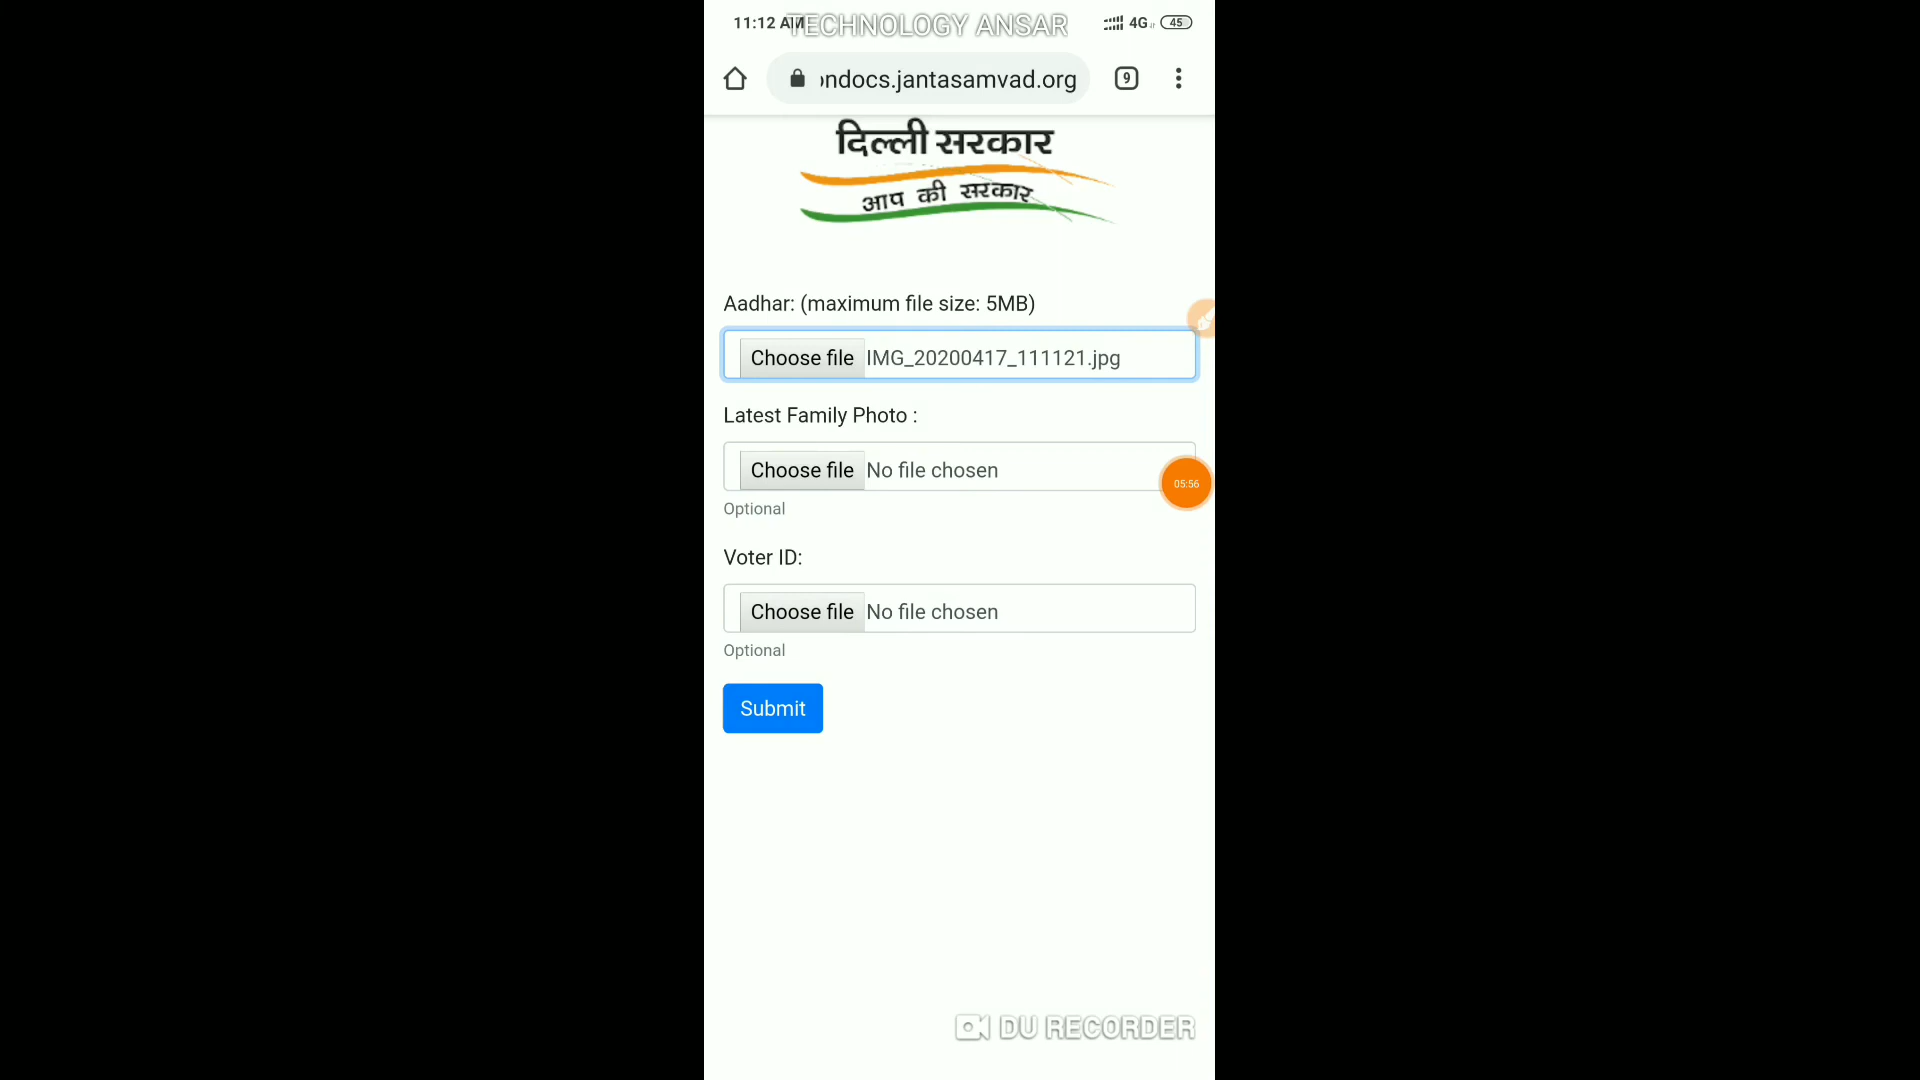 11:12 AM
TECHNOLOGY ANSAR
4G
45
ondocs.jantasamvad.org
9
दिल्ली सरकार
आप की सरकार
Aadhar: (maximum file size: 5MB)
Choose file IMG_20200417_111121.jpg
Latest Family Photo :
Choose file No file chosen
05:56
Optional
Voter ID:
Choose file No file chosen
Optional
Submit
DU RECORDER